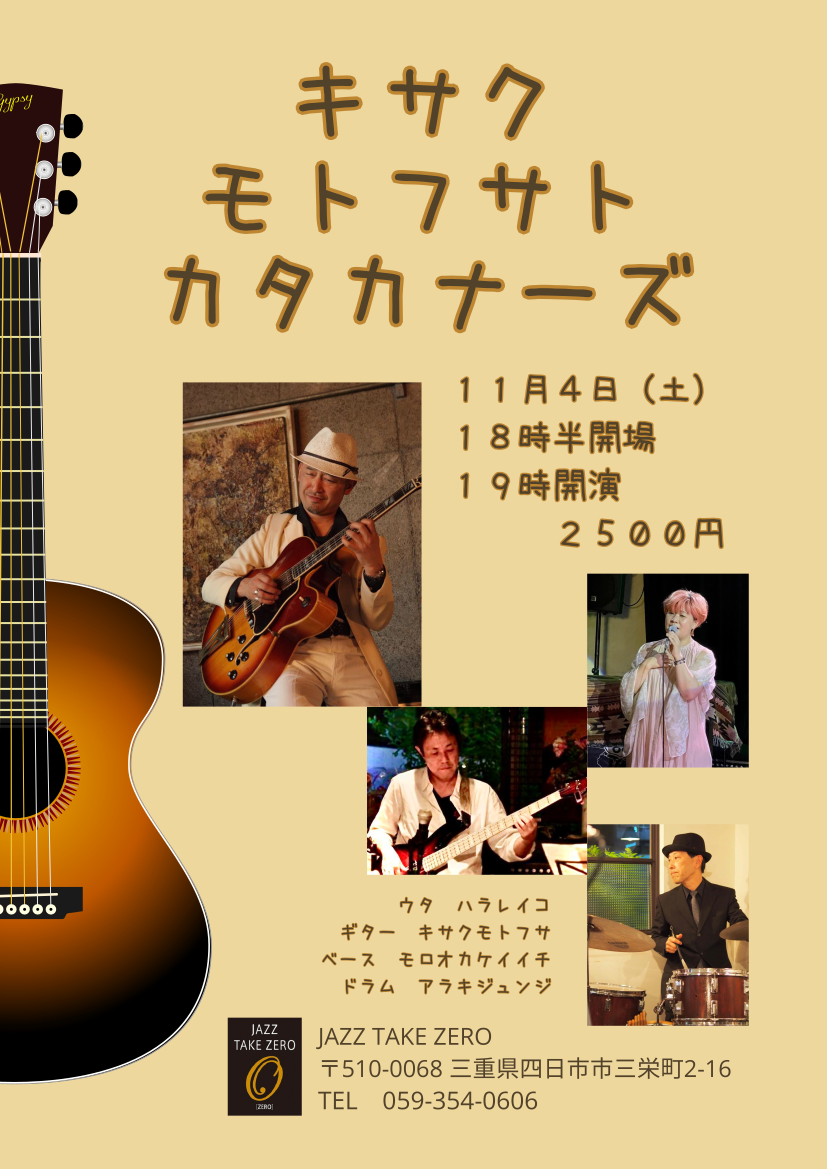 Gypsy
キサク
モトフサト
カタカナーズ
１１月４日（土）
１８時半開場
１９時開演
２５００円
ウタ　ハラレイコ
ギター　キサクモトフサ
ベース　モロオカケイイチ
ドラム　アラキジュンジ
JAZZ
TAKE ZERO
[ZERO]
JAZZ TAKE ZERO
〒510-0068 三重県四日市市三栄町2-16
TEL　059-354-0606